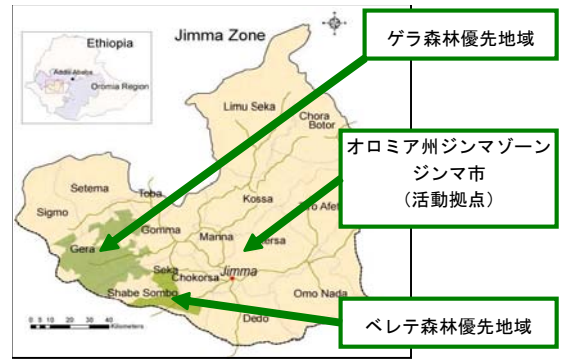 Ethiopia
Addis Ababa
Oromia Region
Jimma Zone
ゲラ森林優先地域
Limu Seka
Chora
Botor
オロミア州ジンマゾーン
ジンマ市
(活動拠点)
Setema
Toba
Kossa
Sigmo
Gomma
Manna
Gera
Seka
Chokorsa
Jimma
Shabe Sombo
Omo Nada
Dedo
0 5 10 20 30 40
Kilometers
ベレテ森林優先地域